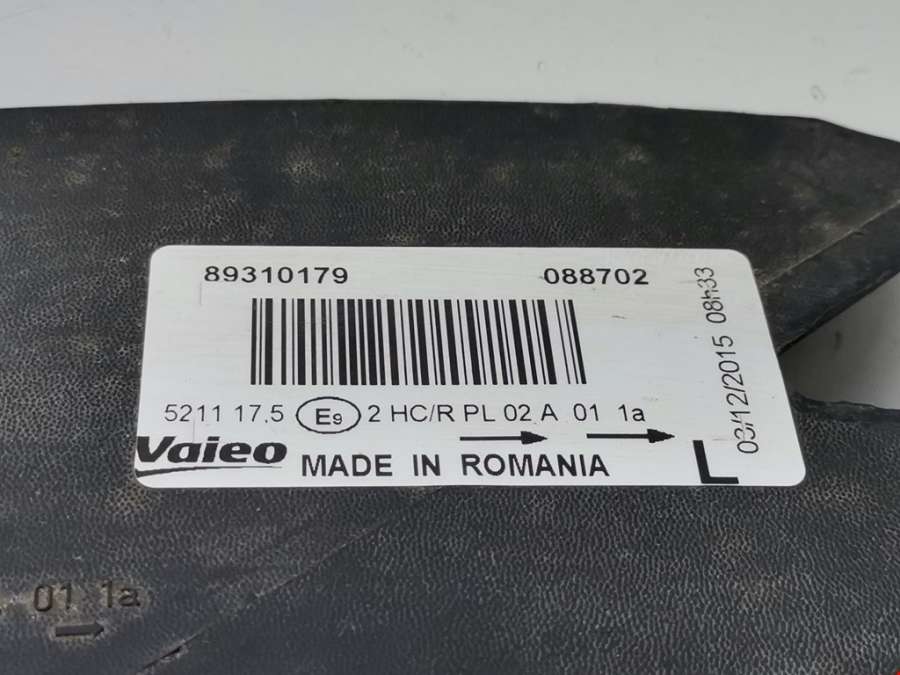 89310179 088702
5211 17,5 E9 2 HC/R PL 02 A 01 1a
Valeo MADE IN ROMANIA L
03/12/2015 08h33
01 1a